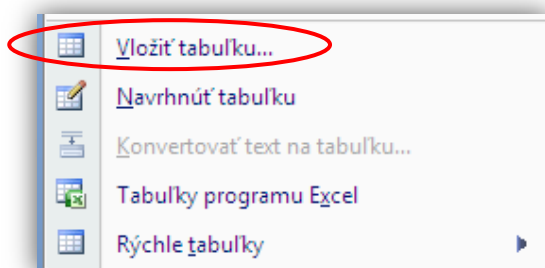 Vložiť tabuľku...
Navrhnúť tabuľku
Konvertovať text na tabuľku...
Tabuľky programu Excel
Rýchle tabuľky